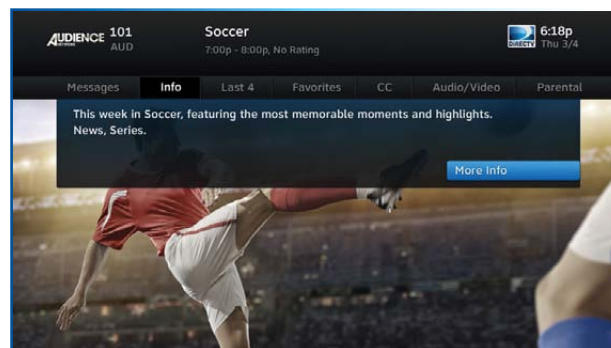 AUDIENCE 101
NETWORK
AUD
Soccer
7:00p - 8:00p, No Rating
DIRECTV
6:18p
Thu 3/4
Messages Info Last 4 Favorites CC Audio/Video Parental
This week in Soccer, featuring the most memorable moments and highlights.
News, Series.
More Info